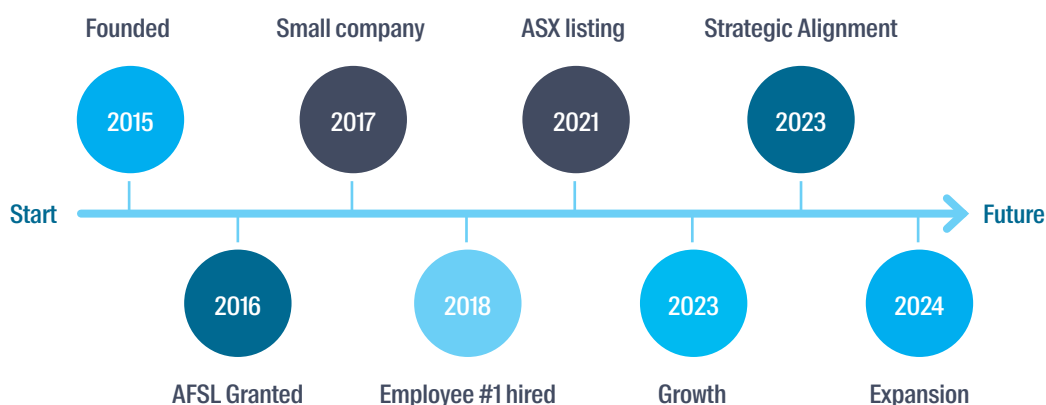 Founded
Small company
ASX listing
Strategic Alignment
2015
2017
2021
2023
Start
Future
2016
2018
2023
2024
AFSL Granted
Employee #1 hired
Growth
Expansion